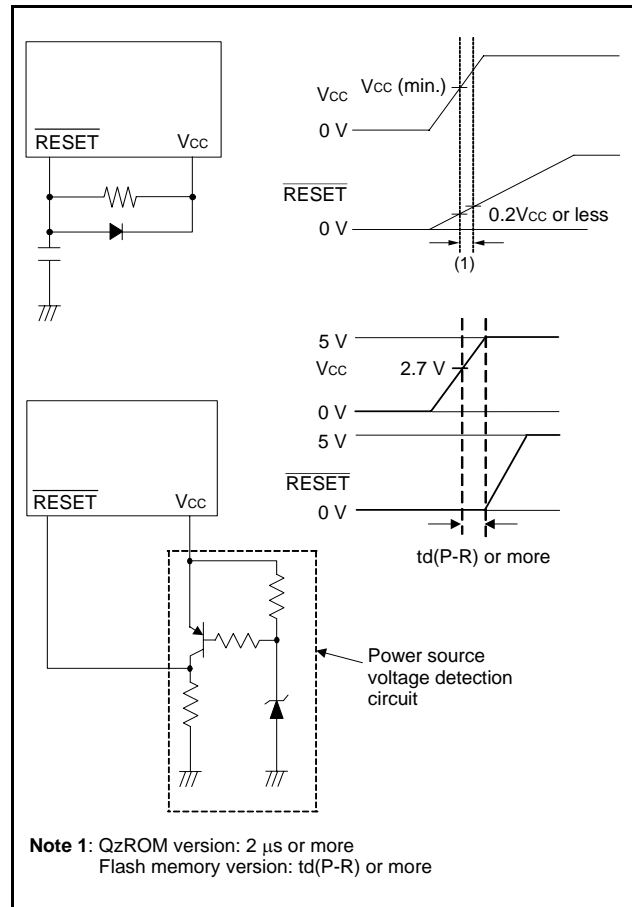 RESET VCC
VCC VCC (min.)
0 V
RESET
0 V
0.2VCC or less
(1)
5 V
VCC 2.7 V
0 V
5 V
RESET
0 V
td(P-R) or more
RESET VCC
Power source
voltage detection
circuit
Note 1: QzROM version: 2 μs or more
Flash memory version: td(P-R) or more